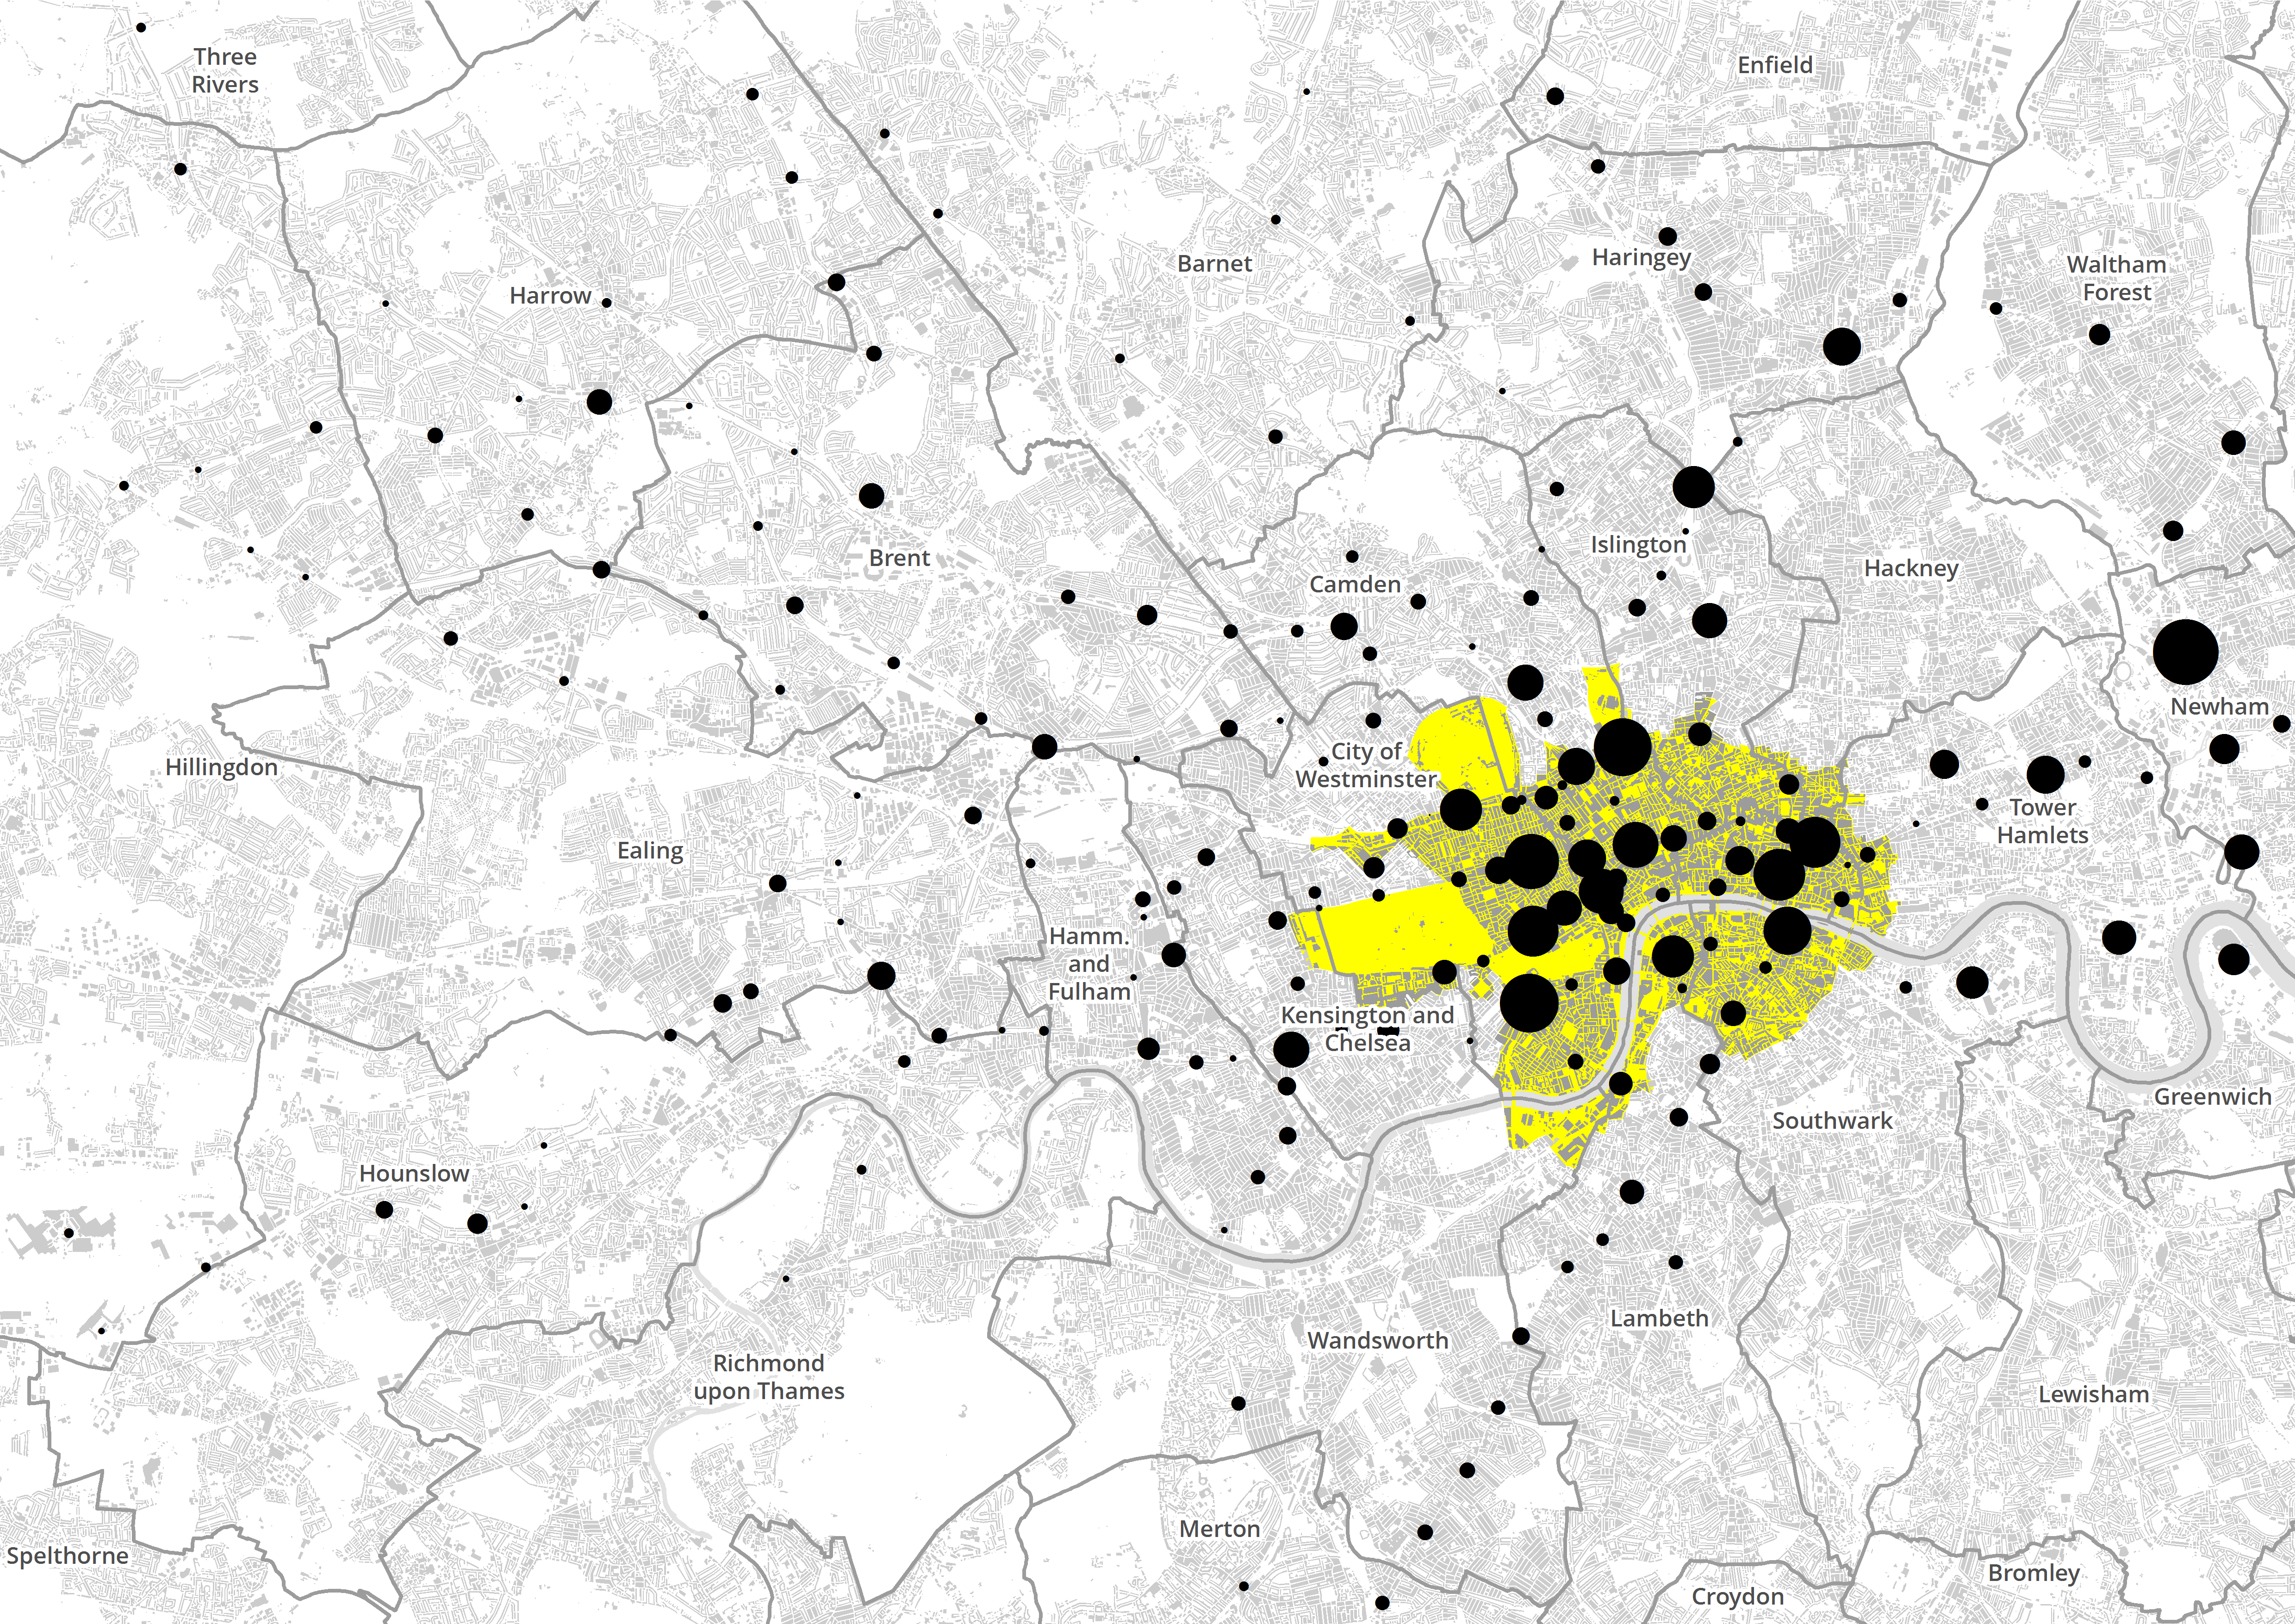 Three
Rivers
Enfield
Haringey
Barnet
Waltham
Forest
Harrow
Islington
Brent
Hackney
Camden
Newham
City of
Westminster
Hillingdon
Tower
Hamlets
Ealing
Hamm.
and
Fulham
Kensington and
Chelsea
Greenwich
Southwark
Hounslow
Lambeth
Wandsworth
Richmond
upon Thames
Lewisham
Merton
Spelthorne
Bromley
Croydon